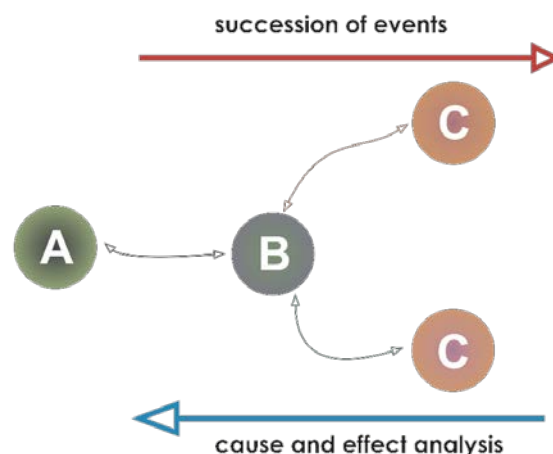 succession of events
C
A
B
C
cause and effect analysis